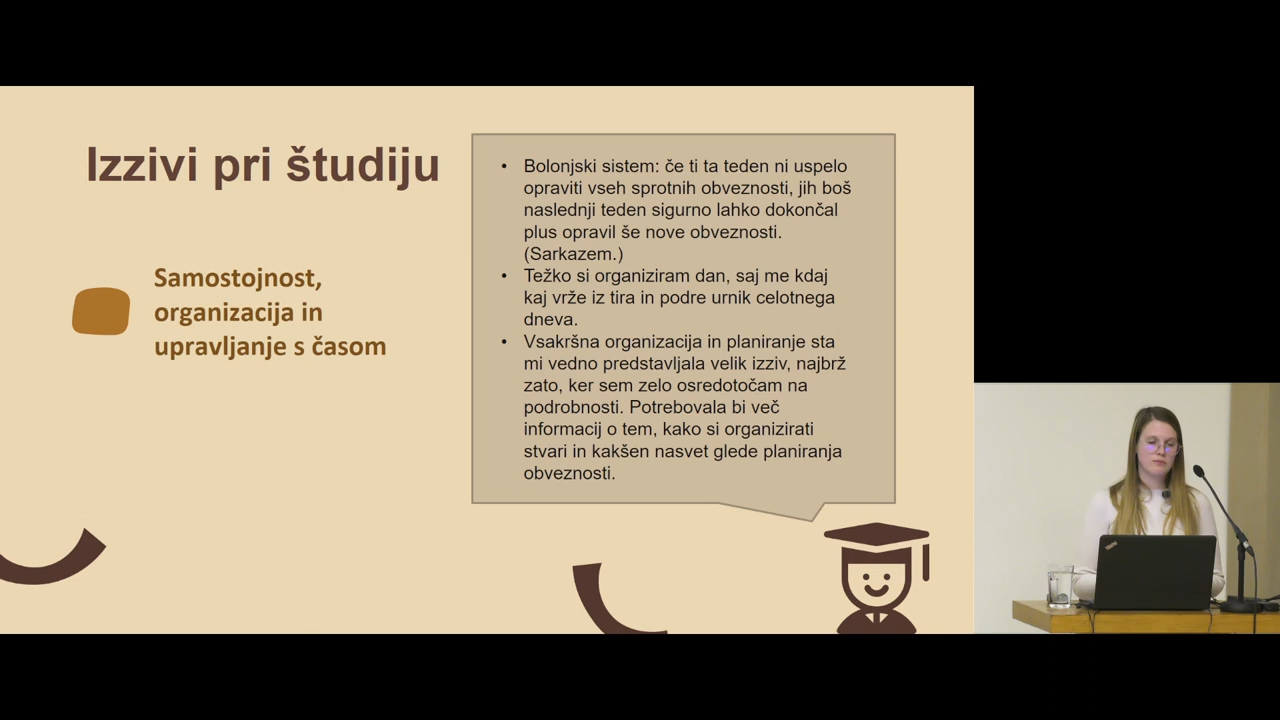 Izzivi pri študiju
Samostojnost,
organizacija in
upravljanje s časom
• Bolonjski sistem: če ti ta teden ni uspelo
opraviti vseh sprotnih obveznosti, jih boš
naslednji teden sigurno lahko dokončal
plus opravil še nove obveznosti.
(Sarkazem.)
• Težko si organiziram dan, saj me kdaj
kaj vrže iz tira in podre urnik celotnega
dneva.
• Vsakršna organizacija in planiranje sta
mi vedno predstavljala velik izziv, najbrž
zato, ker sem zelo osredotočam na
podrobnosti. Potrebovala bi več
informacij o tem, kako si organizirati
stvari in kakšen nasvet glede planiranja
obveznosti.